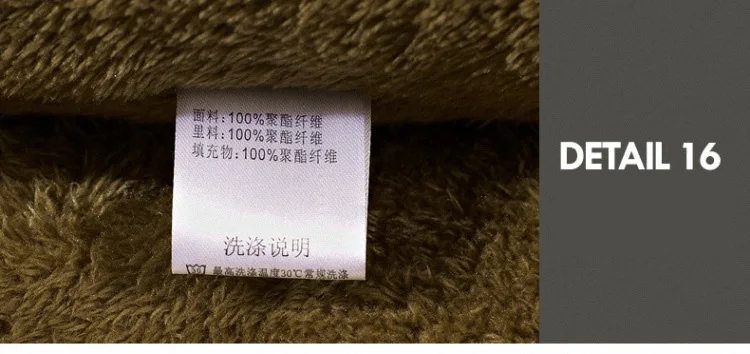 面料:100%聚酯纤维
里料:100%聚酯纤维
填充物:100%聚酯纤维
洗涤说明
最高洗涤温度30℃常规洗涤
DETAIL 16